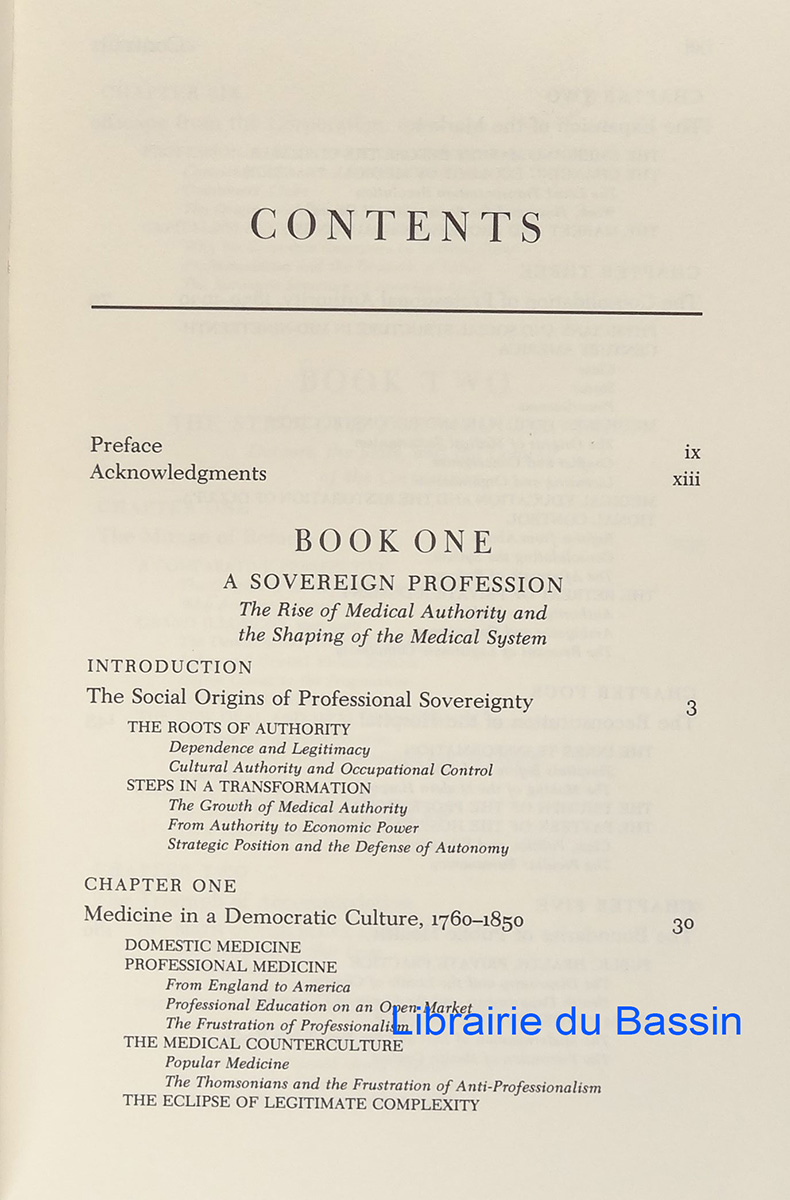 CONTENTS
Preface ix
Acknowledgments xiii
BOOK ONE
A SOVEREIGN PROFESSION
The Rise of Medical Authority and
the Shaping of the Medical System
INTRODUCTION
The Social Origins of Professional Sovereignty 3
THE ROOTS OF AUTHORITY
Dependence and Legitimacy
Cultural Authority and Occupational Control
STEPS IN A TRANSFORMATION
The Growth of Medical Authority
From Authority to Economic Power
Strategic Position and the Defense of Autonomy
CHAPTER ONE
Medicine in a Democratic Culture, 1760–1850 30
DOMESTIC MEDICINE
PROFESSIONAL MEDICINE
From England to America
Professional Education on an Open Market
The Frustration of Professionalism
Librairie du Bassin
THE MEDICAL COUNTERCULTURE
Popular Medicine
The Thomsonians and the Frustration of Anti-Professionalism
THE ECLIPSE OF LEGITIMATE COMPLEXITY